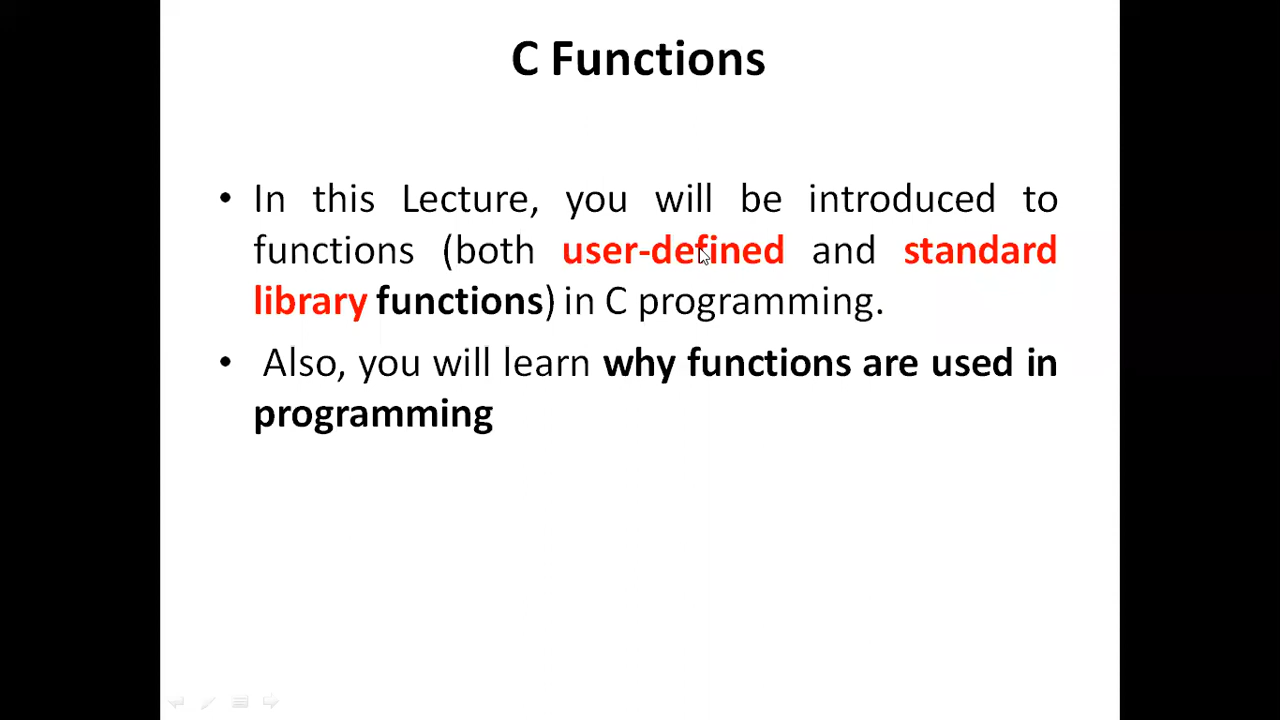 C Functions
• In this Lecture, you will be introduced to
functions (both user-defined and standard
library functions) in C programming.
• Also, you will learn why functions are used in
programming